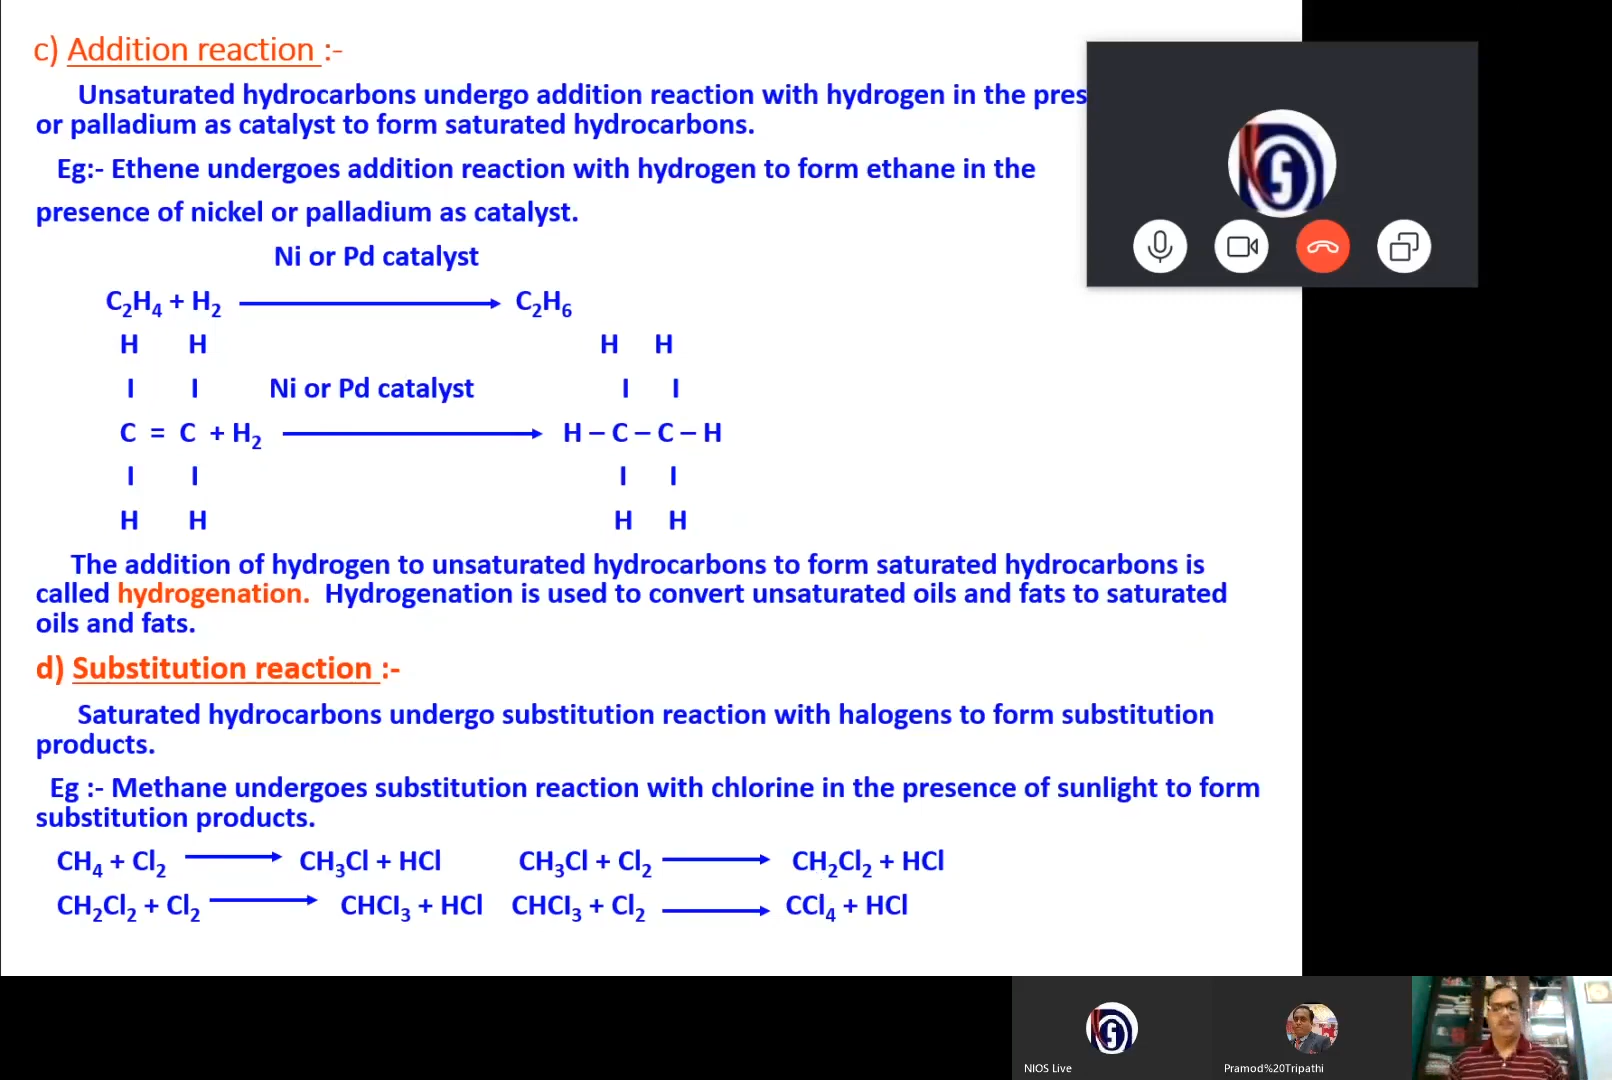 c) Addition reaction :-
Unsaturated hydrocarbons undergo addition reaction with hydrogen in the pres
or palladium as catalyst to form saturated hydrocarbons.
Eg:- Ethene undergoes addition reaction with hydrogen to form ethane in the
presence of nickel or palladium as catalyst.
Ni or Pd catalyst
C₂H₄ + H₂ ⟶ C₂H₆
H H H H
I I Ni or Pd catalyst I I
C = C + H₂ ⟶ H – C – C – H
I I I I
H H H H
The addition of hydrogen to unsaturated hydrocarbons to form saturated hydrocarbons is
called hydrogenation. Hydrogenation is used to convert unsaturated oils and fats to saturated
oils and fats.
d) Substitution reaction :-
Saturated hydrocarbons undergo substitution reaction with halogens to form substitution
products.
Eg :- Methane undergoes substitution reaction with chlorine in the presence of sunlight to form
substitution products.
CH₄ + Cl₂ ⟶ CH₃Cl + HCl CH₃Cl + Cl₂ ⟶ CH₂Cl₂ + HCl
CH₂Cl₂ + Cl₂ ⟶ CHCl₃ + HCl CHCl₃ + Cl₂ ⟶ CCl₄ + HCl
NIOS Live
Pramod%20Tripathi